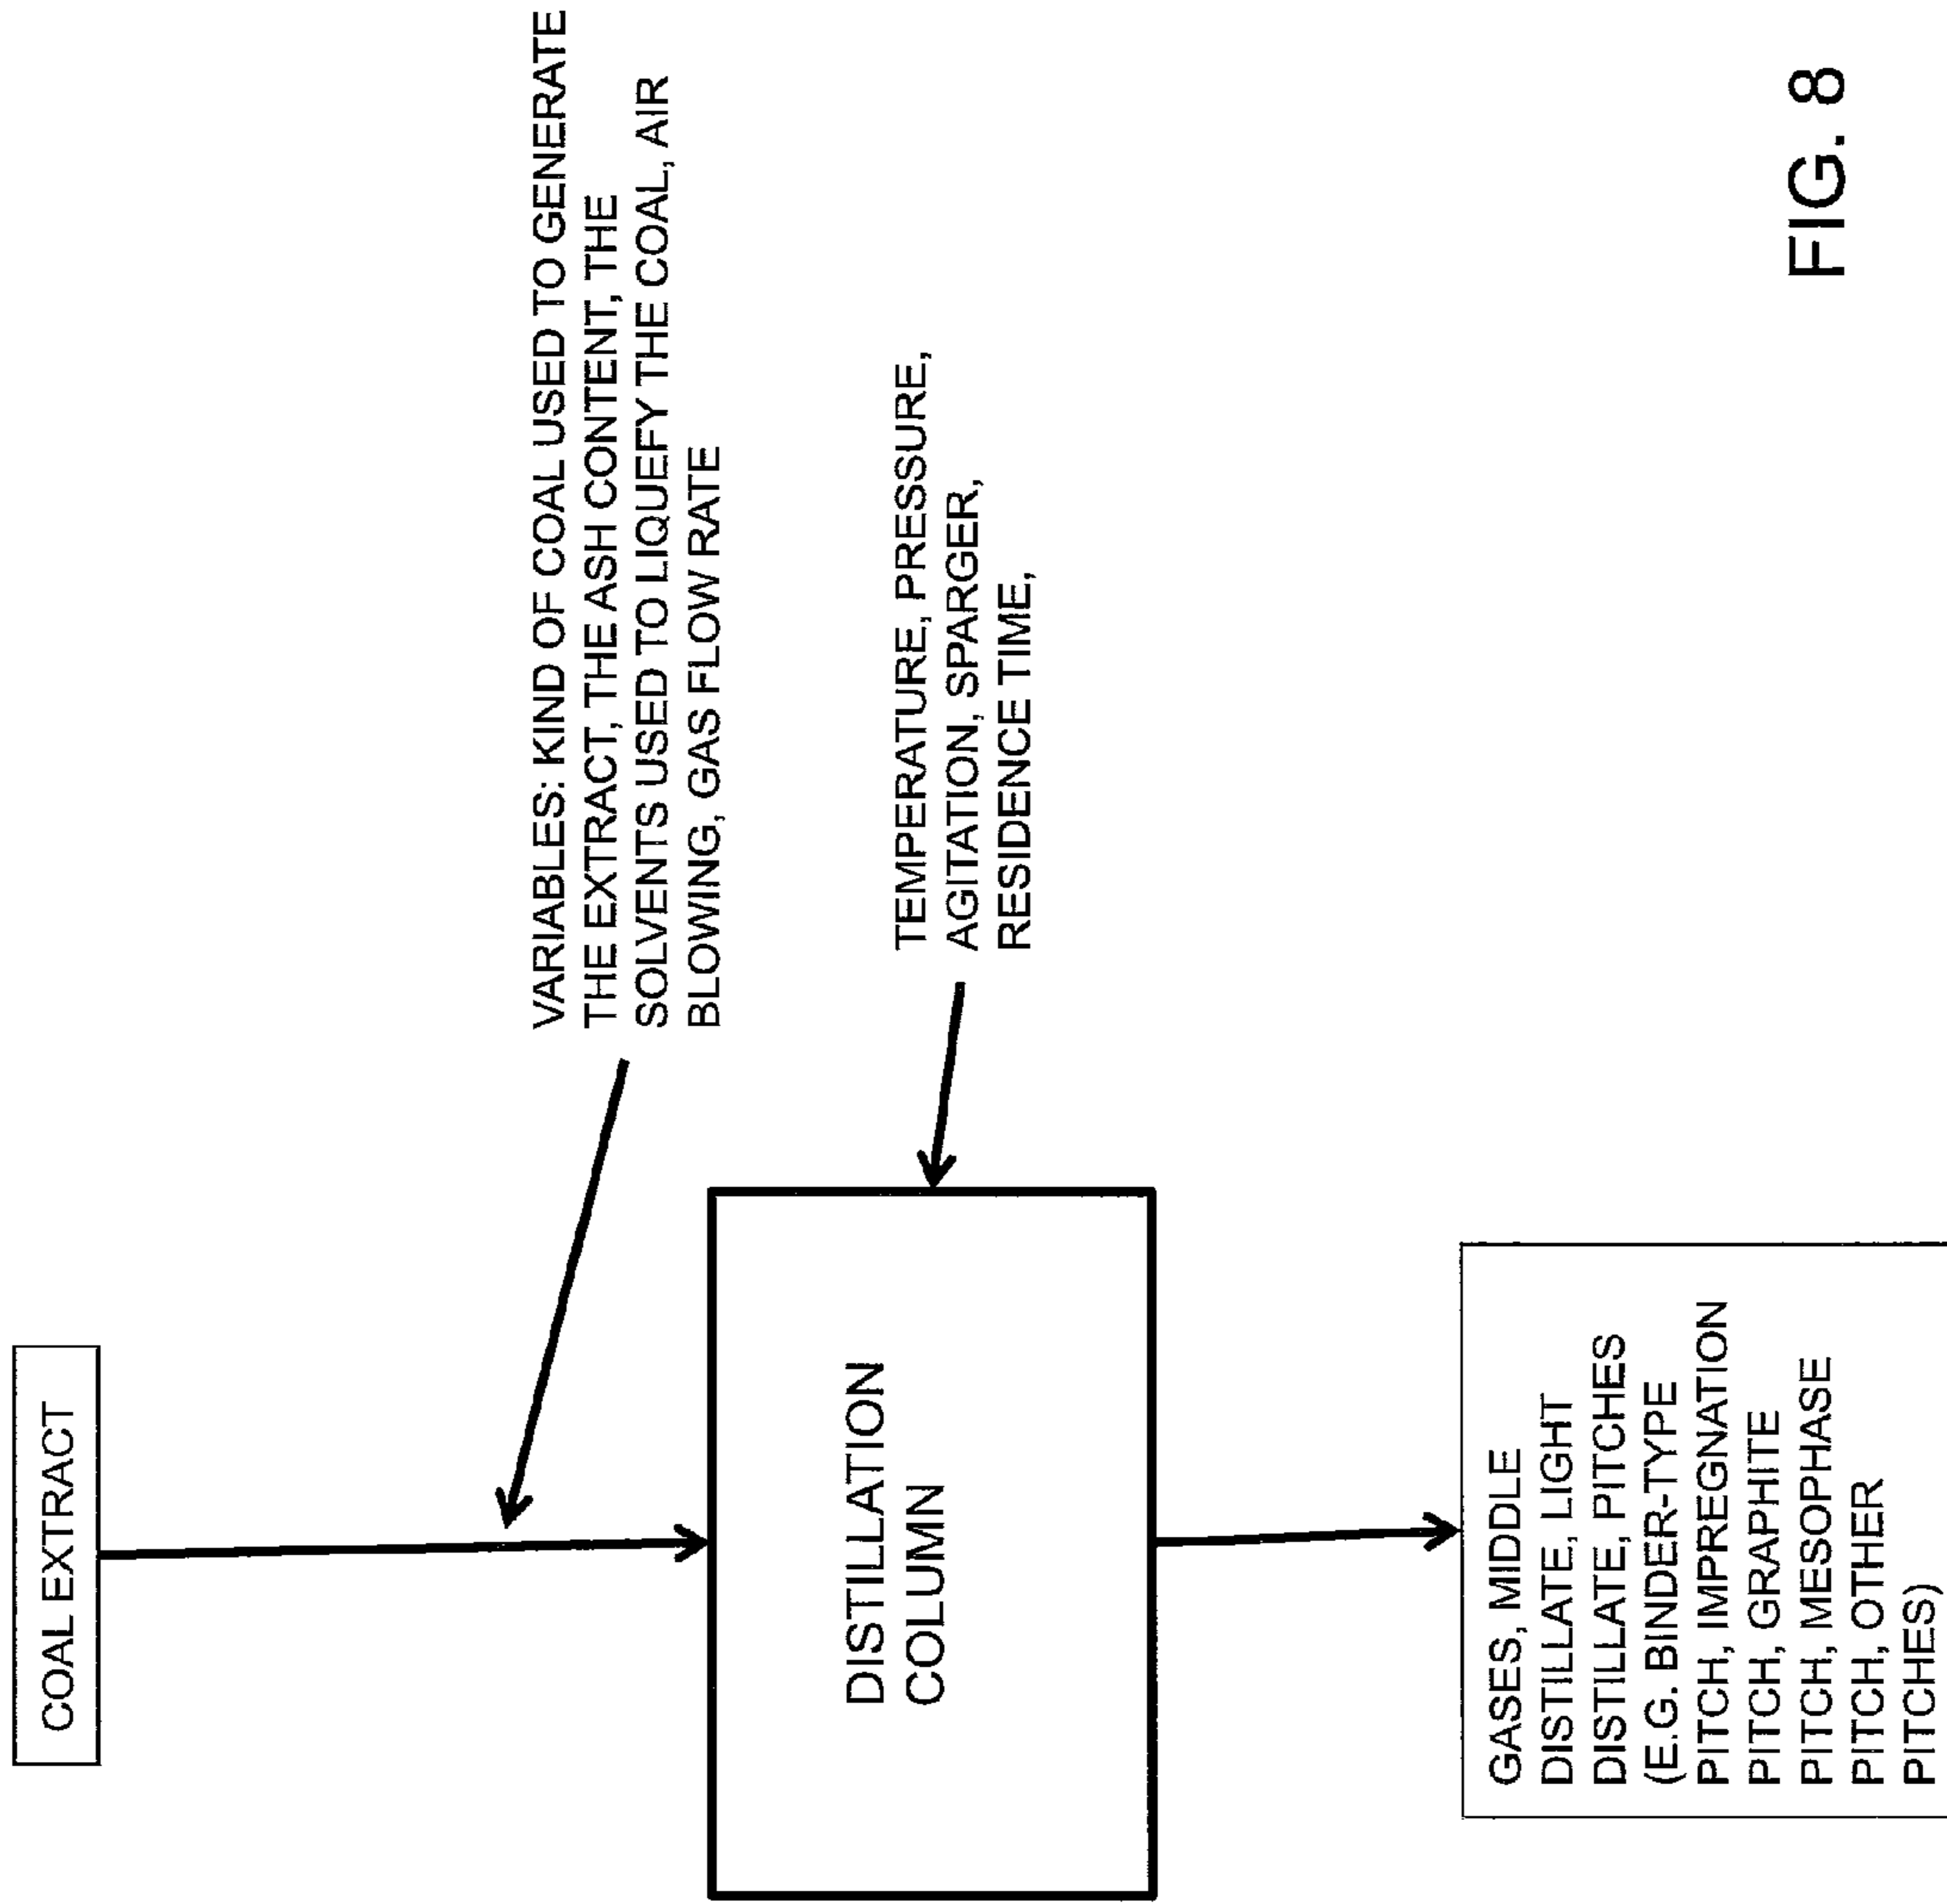 COAL EXTRACT
VARIABLES: KIND OF COAL USED TO GENERATE
THE EXTRACT, THE ASH CONTENT, THE
SOLVENTS USED TO LIQUEFY THE COAL, AIR
BLOWING, GAS FLOW RATE
DISTILLATION
COLUMN
TEMPERATURE, PRESSURE,
AGITATION, SPARGER,
RESIDENCE TIME,
GASES, MIDDLE
DISTILLATE, LIGHT
DISTILLATE, PITCHES
(E.G. BINDER-TYPE
PITCH, IMPREGNATION
PITCH, GRAPHITE
PITCH, MESOPHASE
PITCH, OTHER
PITCHES)
FIG. 8